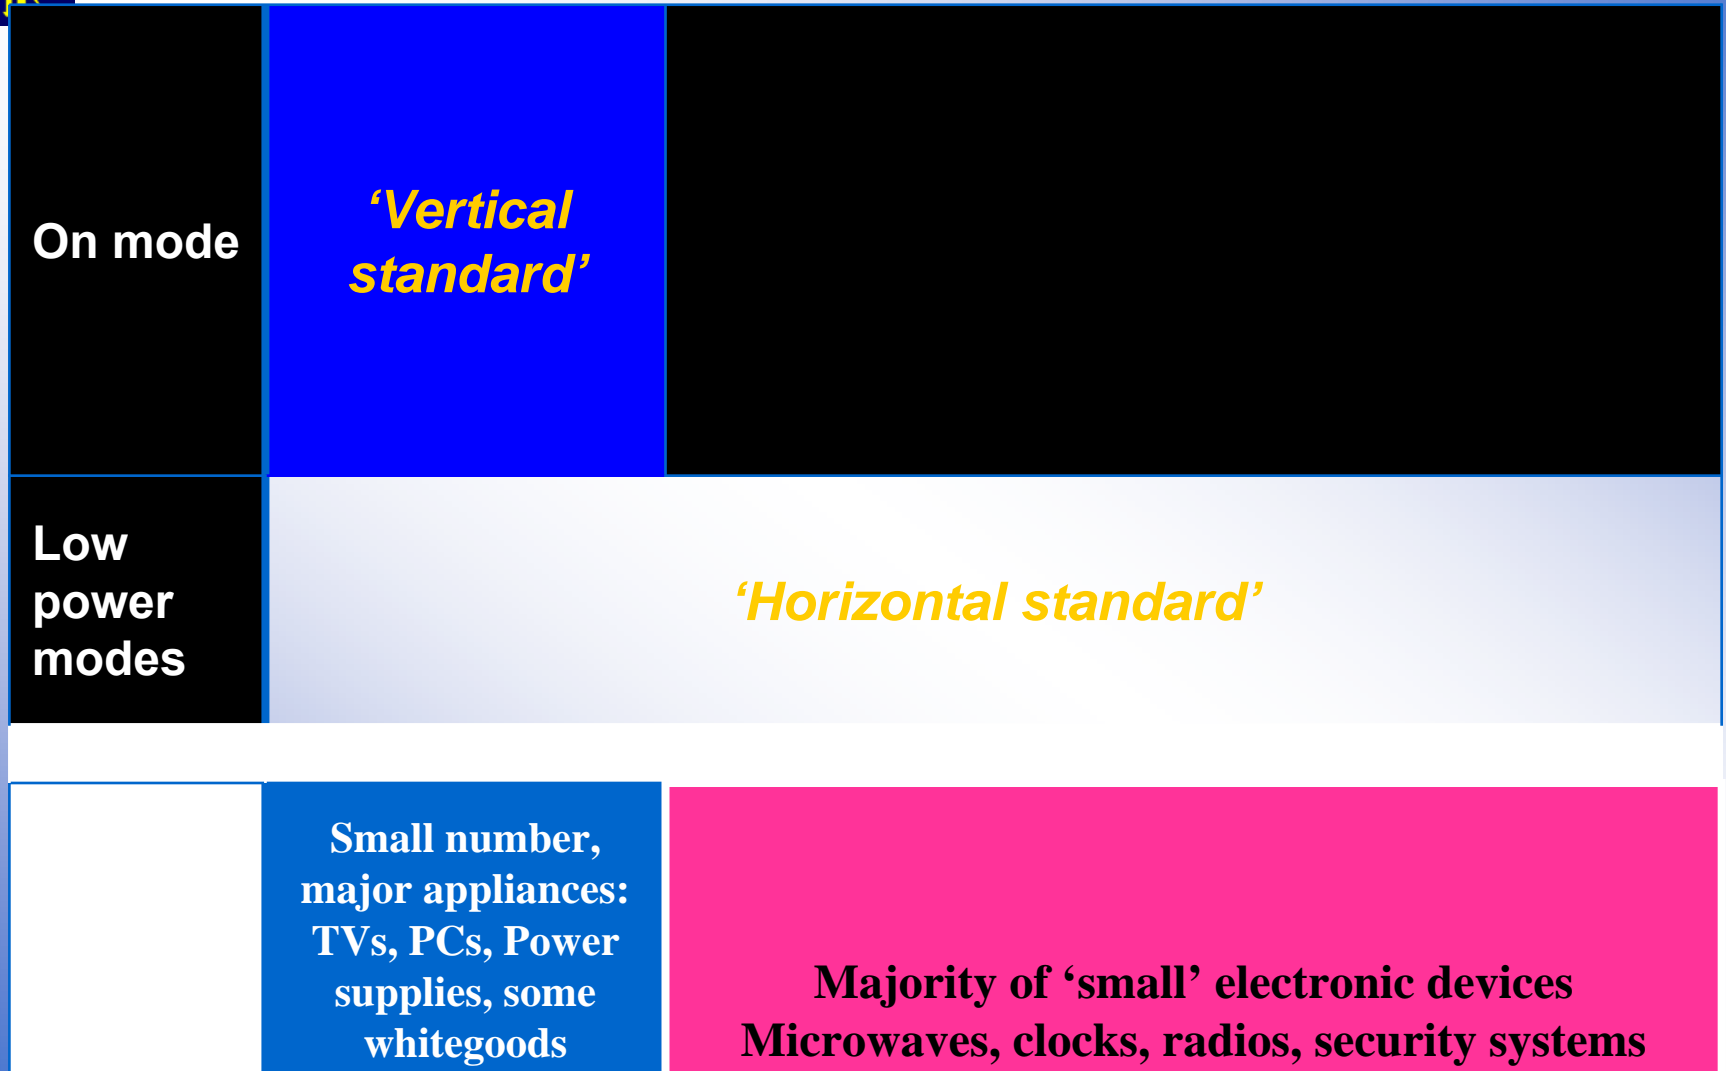 On mode
‘Vertical
standard’
Low
power
modes
‘Horizontal standard’
Small number,
major appliances:
TVs, PCs, Power
supplies, some
whitegoods
Majority of ‘small’ electronic devices
Microwaves, clocks, radios, security systems